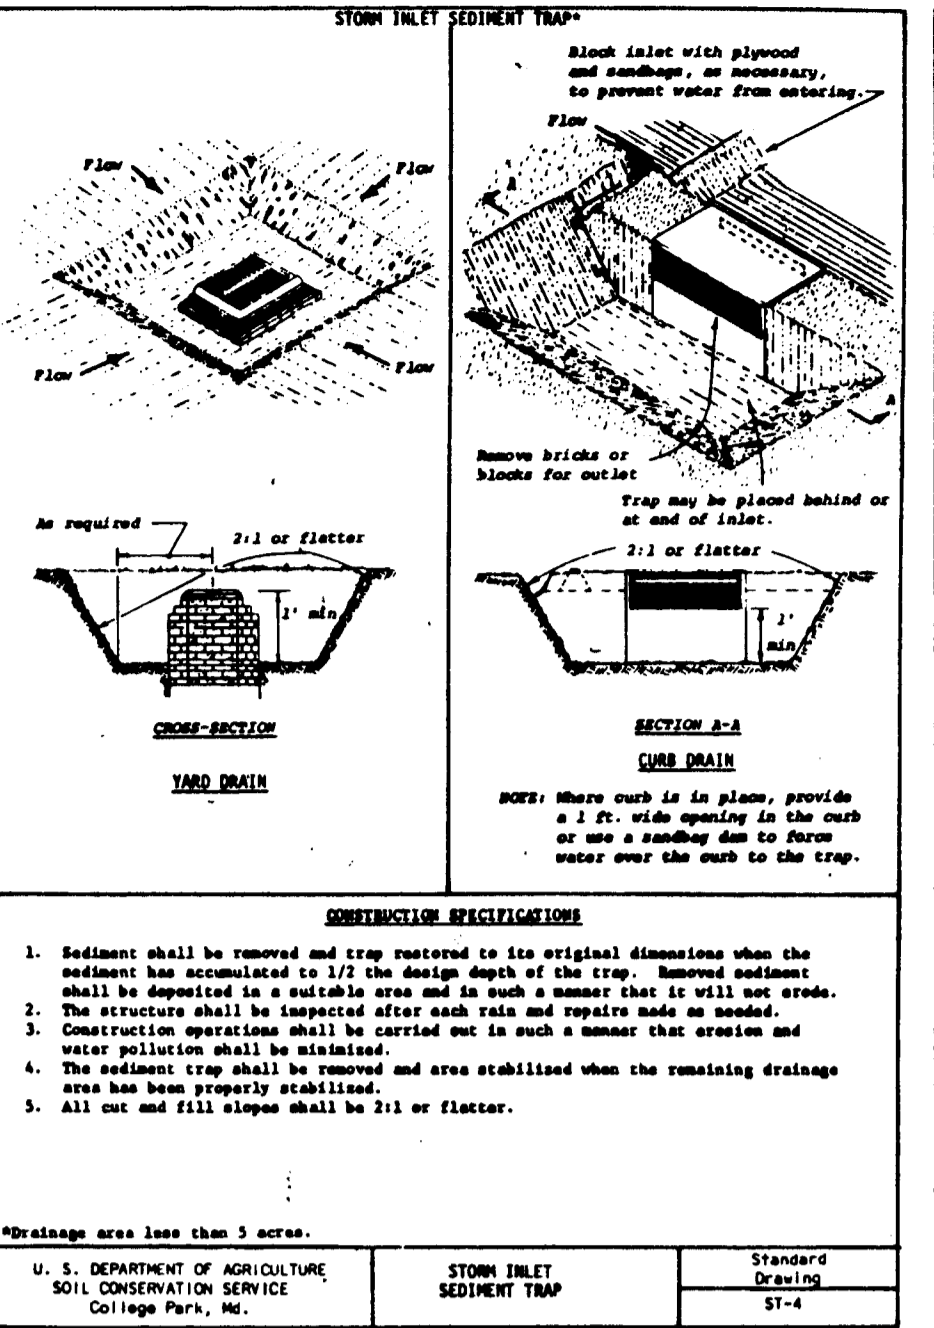 STORM INLET SEDIMENT TRAP*
Flow
Flow
Flow
Flow
As required
2:1 or flatter
1' min
CROSS-SECTION
YARD DRAIN
Block inlet with plywood
and sandbags, as necessary,
to prevent water from entering.
Flow
A
A
Remove bricks or
blocks for outlet
Trap may be placed behind or
at end of inlet.
2:1 or flatter
1'
min
SECTION A-A
CURB DRAIN
NOTE: Where curb is in place, provide
a 1 ft. wide opening in the curb
or use a sandbag dam to force
water over the curb to the trap.
CONSTRUCTION SPECIFICATIONS
1. Sediment shall be removed and trap restored to its original dimensions when the
sediment has accumulated to 1/2 the design depth of the trap. Removed sediment
shall be deposited in a suitable area and in such a manner that it will not erode.
2. The structure shall be inspected after each rain and repairs made as needed.
3. Construction operations shall be carried out in such a manner that erosion and
water pollution shall be minimized.
4. The sediment trap shall be removed and area stabilized when the remaining drainage
area has been properly stabilized.
5. All cut and fill slopes shall be 2:1 or flatter.
*Drainage area less than 5 acres.
U. S. DEPARTMENT OF AGRICULTURE
SOIL CONSERVATION SERVICE
College Park, Md.
STORM INLET
SEDIMENT TRAP
Standard
Drawing
ST-4